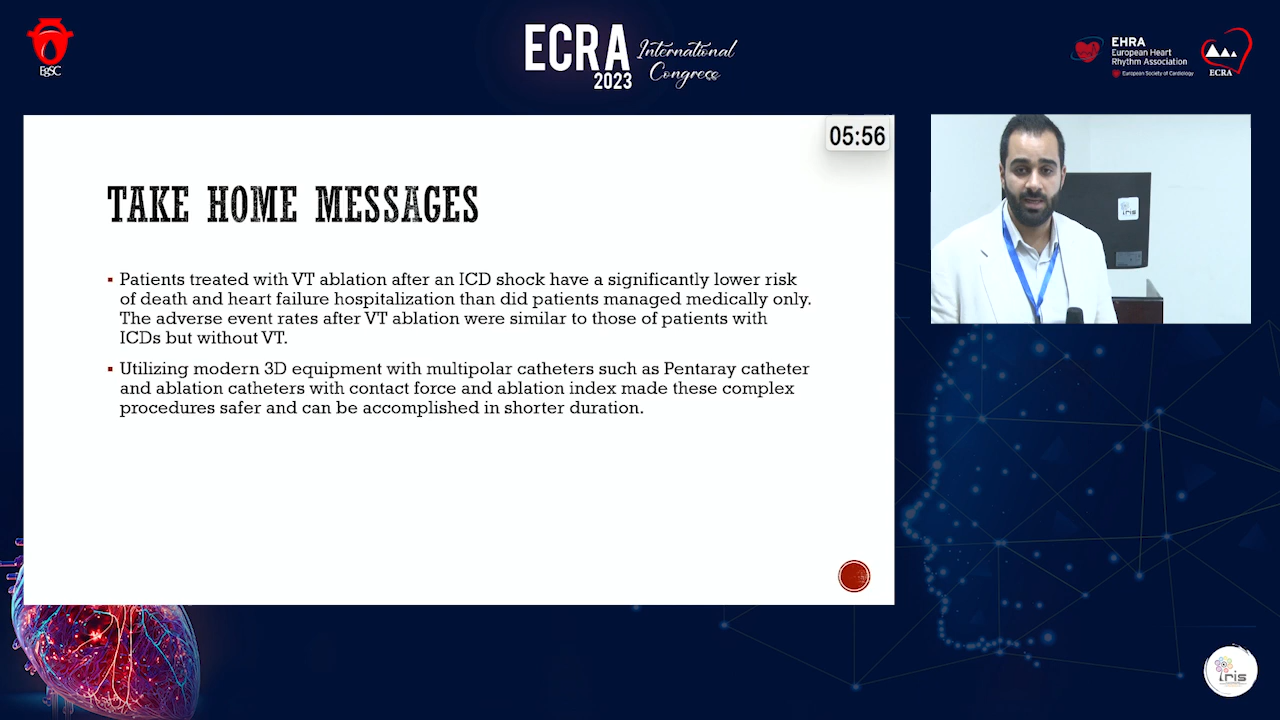 EgSC
ECRA
2023
International
Congress
EHRA
European Heart
Rhythm Association
European Society of Cardiology
ECRA
05:56
TAKE HOME MESSAGES
Patients treated with VT ablation after an ICD shock have a significantly lower risk
of death and heart failure hospitalization than did patients managed medically only.
The adverse event rates after VT ablation were similar to those of patients with
ICDs but without VT.
Utilizing modern 3D equipment with multipolar catheters such as Pentaray catheter
and ablation catheters with contact force and ablation index made these complex
procedures safer and can be accomplished in shorter duration.
iris
iris